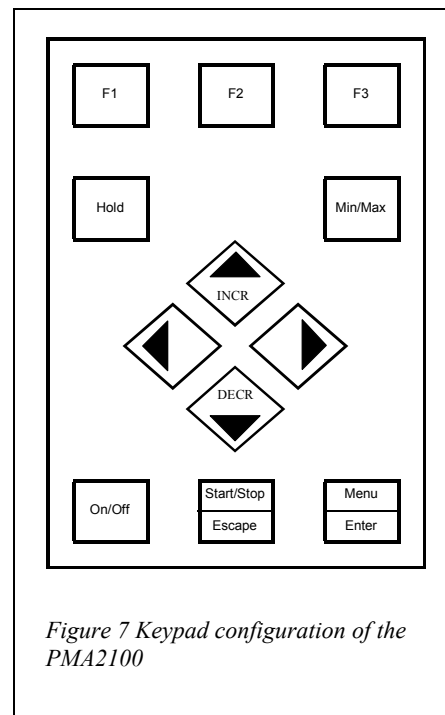 F1 F2 F3
Hold Min/Max
INCR
DECR
On/Off Start/Stop Menu
Escape Enter
Figure 7 Keypad configuration of the
PMA2100